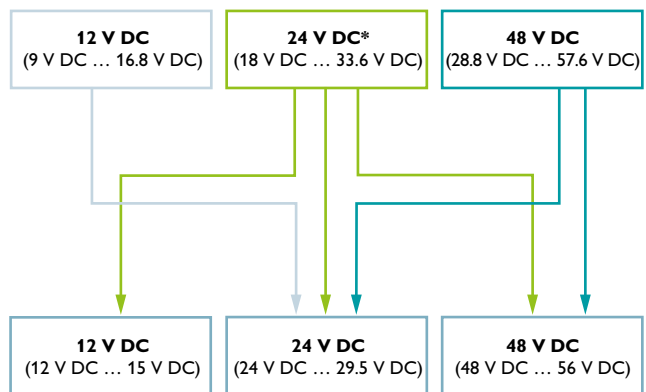 12 V DC
(9 V DC … 16.8 V DC)
24 V DC*
(18 V DC … 33.6 V DC)
48 V DC
(28.8 V DC … 57.6 V DC)
12 V DC
(12 V DC … 15 V DC)
24 V DC
(24 V DC … 29.5 V DC)
48 V DC
(48 V DC … 56 V DC)